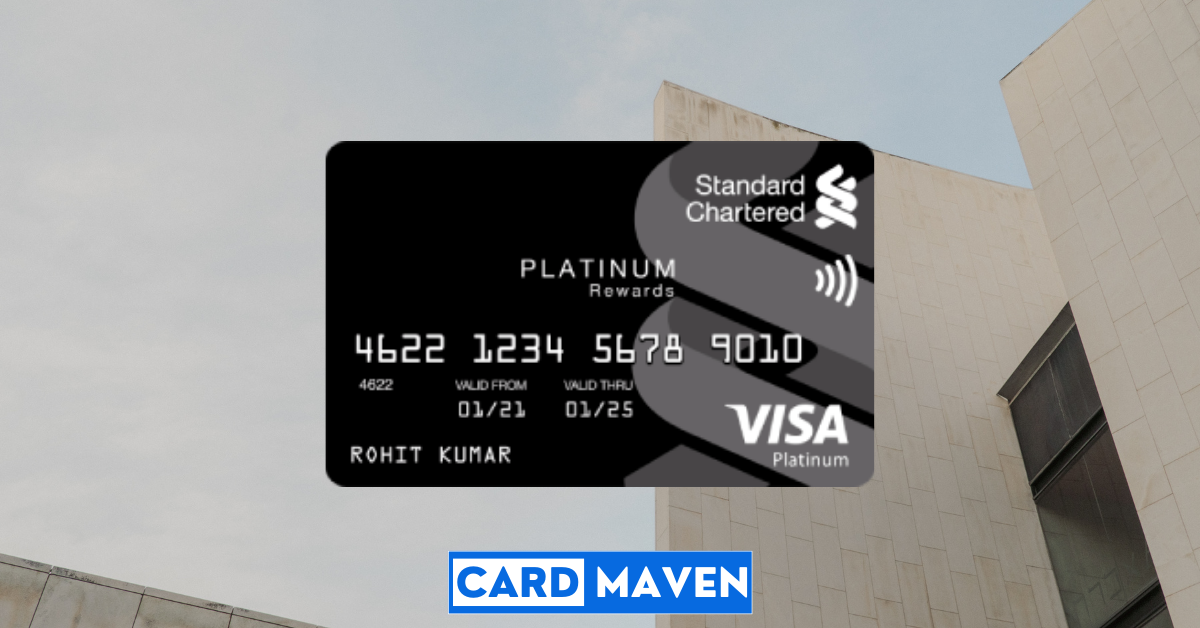 Standard
Chartered
PLATINUM
Rewards
4622 1234 5678 9010
4622 VALID FROM VALID THRU
01/21 01/25
ROHIT KUMAR
VISA
Platinum
CARD MAVEN